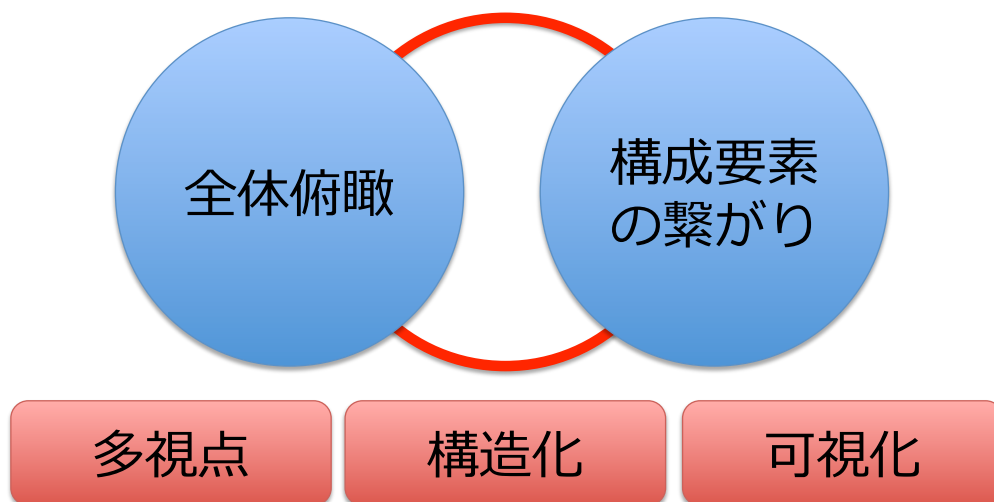 全体俯瞰
構成要素
の繋がり
多視点
構造化
可視化